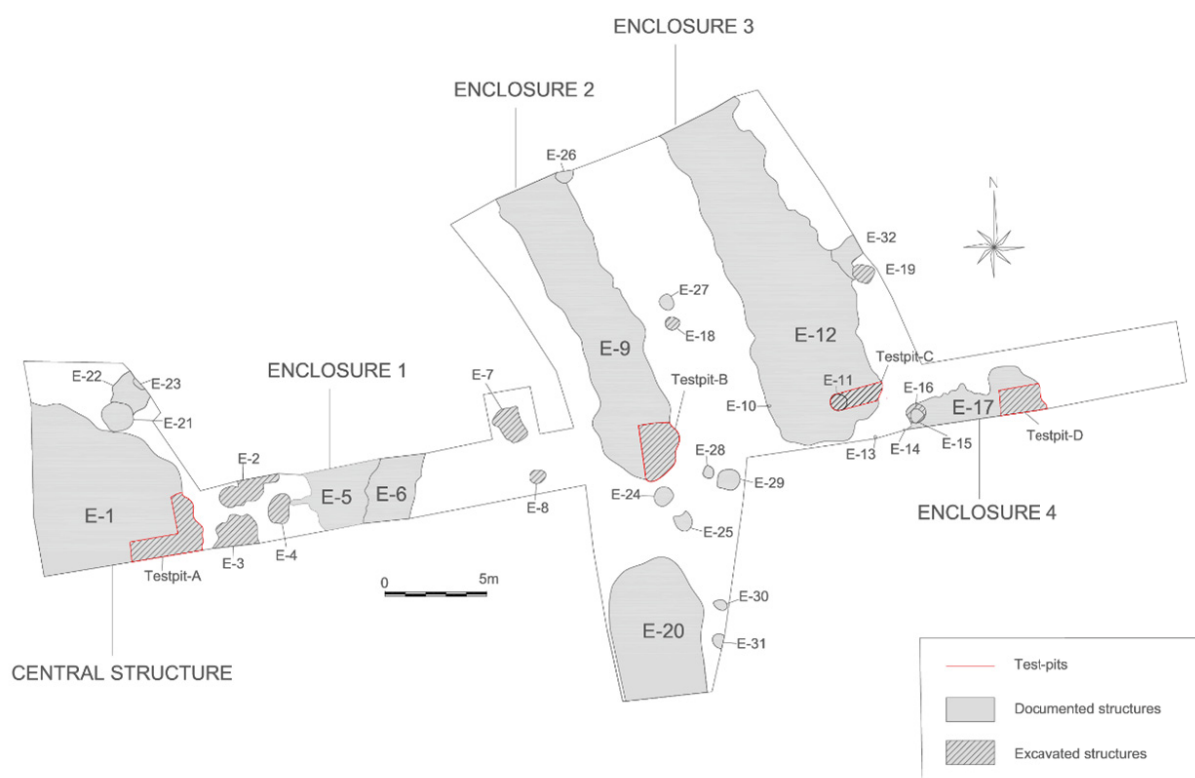 ENCLOSURE 3
ENCLOSURE 2
E-26
N
E-32
E-19
E-27
E-18
E-12
E-9
ENCLOSURE 1
E-22
E-23
E-21
E-7
Testpit-B
Testpit-C
E-11
E-10
E-16
E-17
E-15
E-14
E-13
Testpit-D
E-2
E-5
E-6
E-8
E-28
E-29
E-24
E-25
ENCLOSURE 4
E-1
E-3
E-4
Testpit-A
0
5m
E-30
E-20
E-31
CENTRAL STRUCTURE
Test-pits
Documented structures
Excavated structures